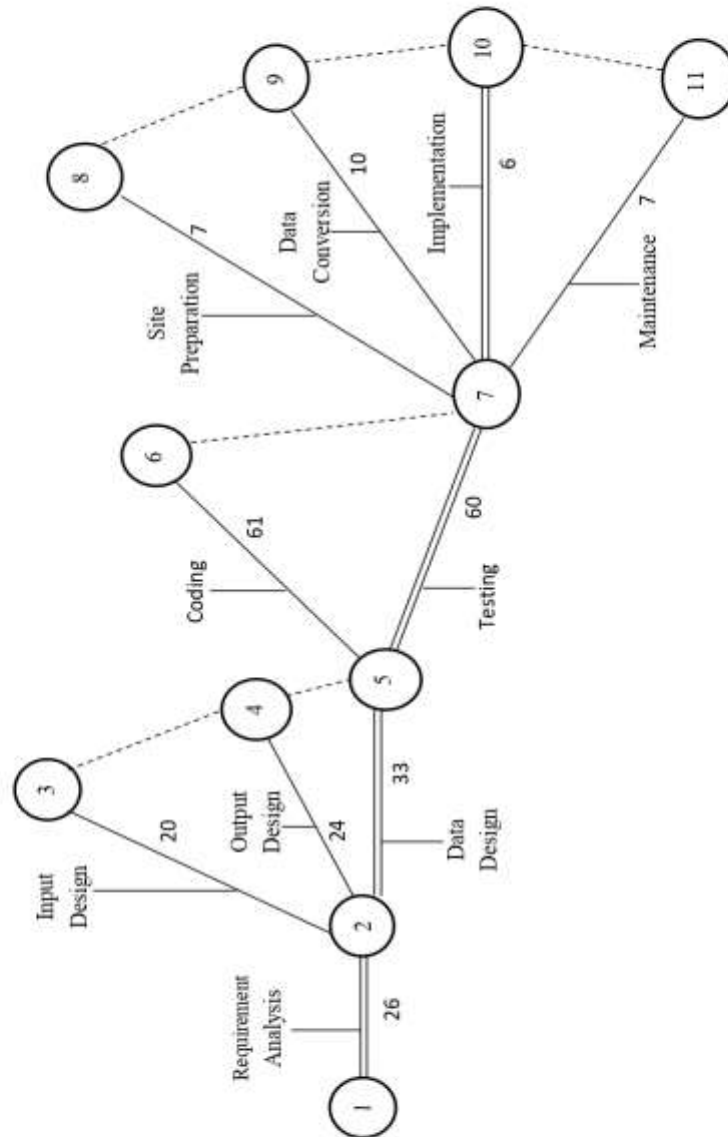 1
Requirement
Analysis
26
2
Input
Design
20
3
Output
Design
24
4
Data
Design
33
5
Coding
61
6
Testing
60
7
Site
Preparation
7
8
Data
Conversion
10
9
Implementation
6
10
Maintenance
7
11